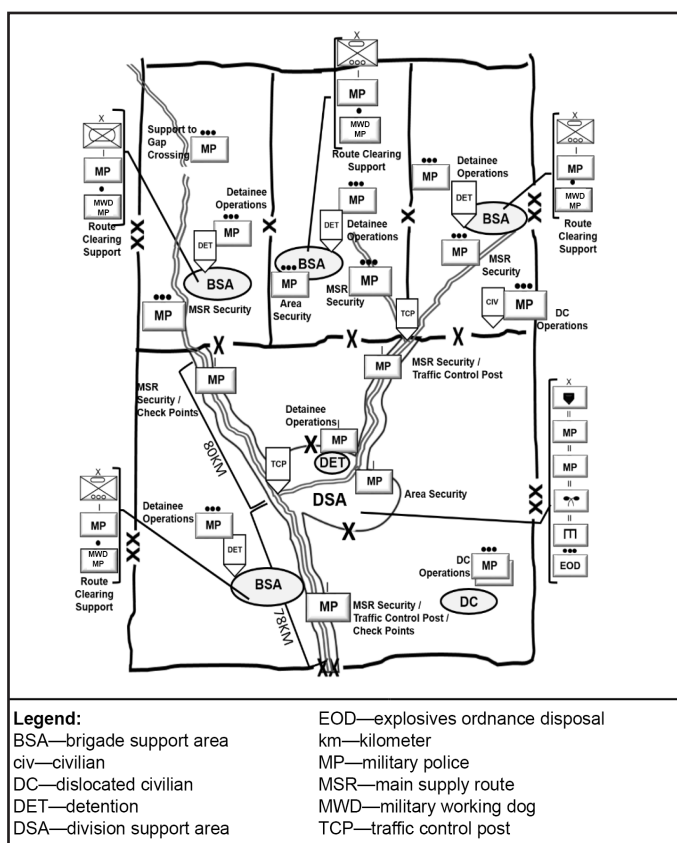 X
MP
MWD
MP
Route Clearing
Support
X
MP
MWD
MP
Route
Clearing
Support
Support to
Gap
Crossing
MP
Detainee
Operations
MP
DET
BSA
MSR Security
MP
XX
X
MP
Detainee
Operations
DET
BSA
MP
Area
Security
MSR
Security
MP
X
MP
Detainee
Operations
DET
BSA
MP
MSR
Security
XX
X
MP
MWD
MP
Route
Clearing
Support
TCP
CIV
MP
DC
Operations
X
X
X
MP
MSR
Security /
Check Points
MP
MSR Security /
Traffic Control Post
80KM
Detainee
Operations
MP
X
DET
TCP
DSA
MP
Area Security
X
XX
X
MP
MP
EOD
X
MP
MWD
MP
Route
Clearing
Support
XX
Detainee
Operations
MP
DET
BSA
78KM
MP
MSR Security /
Traffic Control Post /
Check Points
DC
Operations
MP
DC
XX
Legend:
BSA—brigade support area
civ—civilian
DC—dislocated civilian
DET—detention
DSA—division support area
EOD—explosives ordnance disposal
km—kilometer
MP—military police
MSR—main supply route
MWD—military working dog
TCP—traffic control post